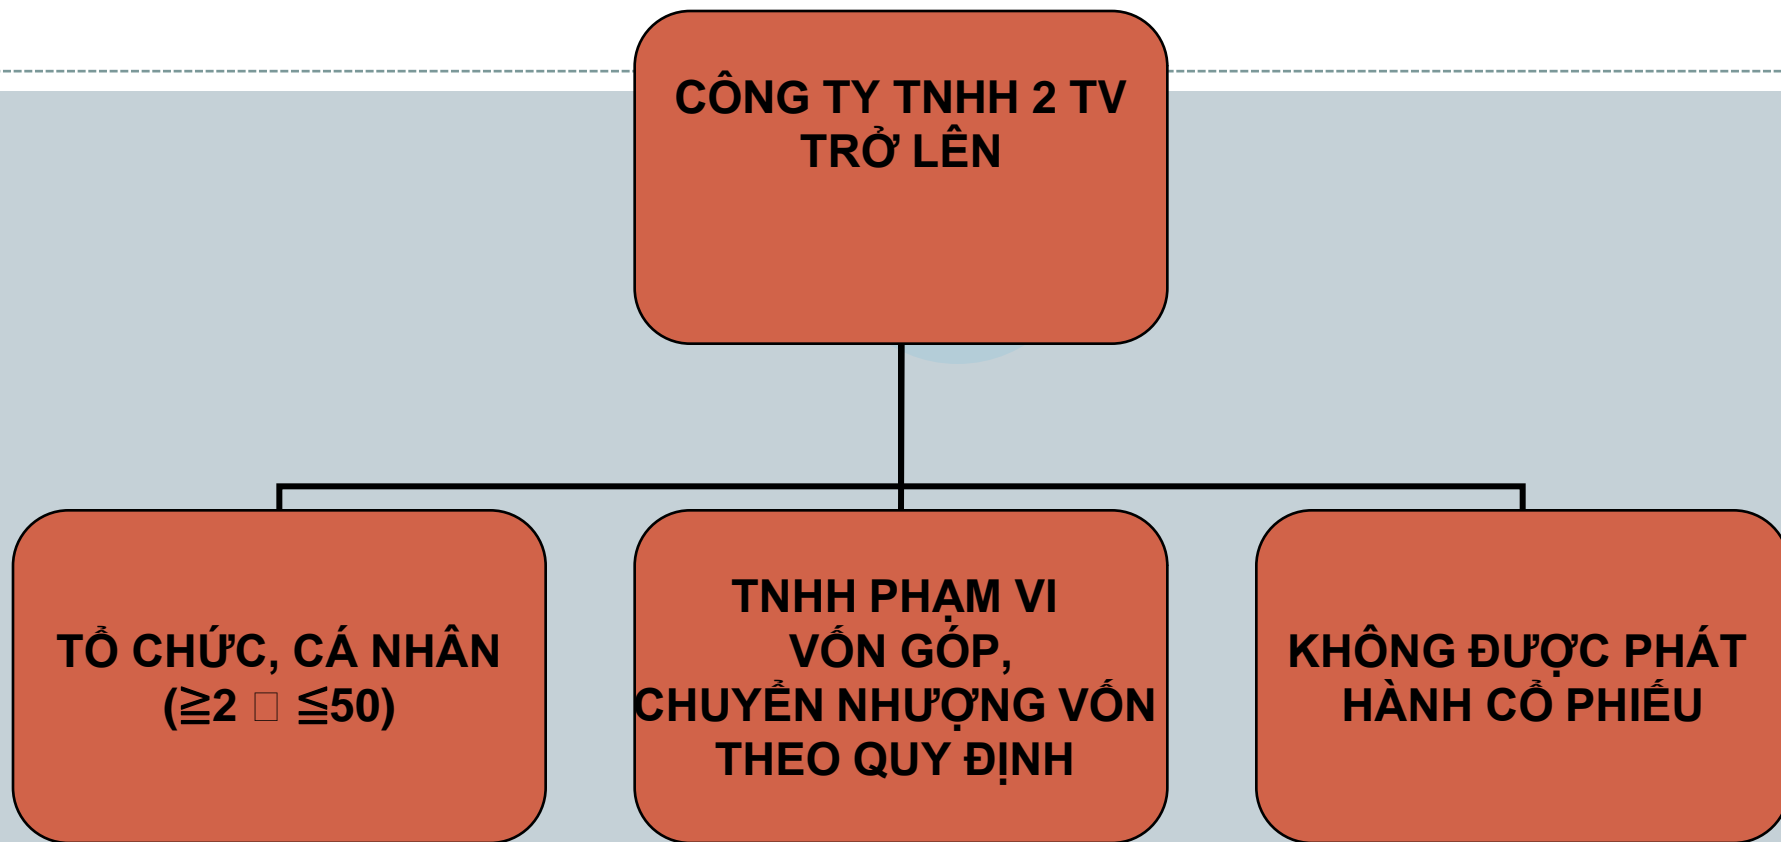 CÔNG TY TNHH 2 TV
TRỞ LÊN
TỔ CHỨC, CÁ NHÂN
(≧2 □ ≦50)
TNHH PHẠM VI
VỐN GÓP,
CHUYỂN NHƯỢNG VỐN
THEO QUY ĐỊNH
KHÔNG ĐƯỢC PHÁT
HÀNH CỔ PHIẾU